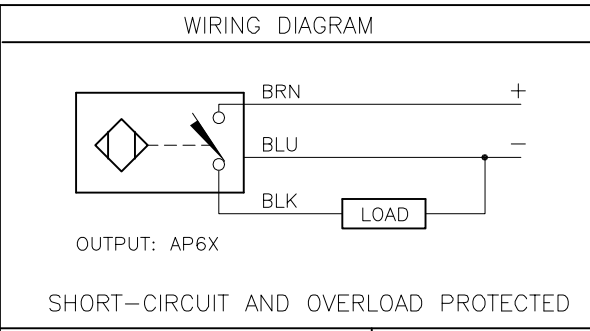 WIRING DIAGRAM
BRN +
BLU −
BLK
LOAD
OUTPUT: AP6X
SHORT−CIRCUIT AND OVERLOAD PROTECTED